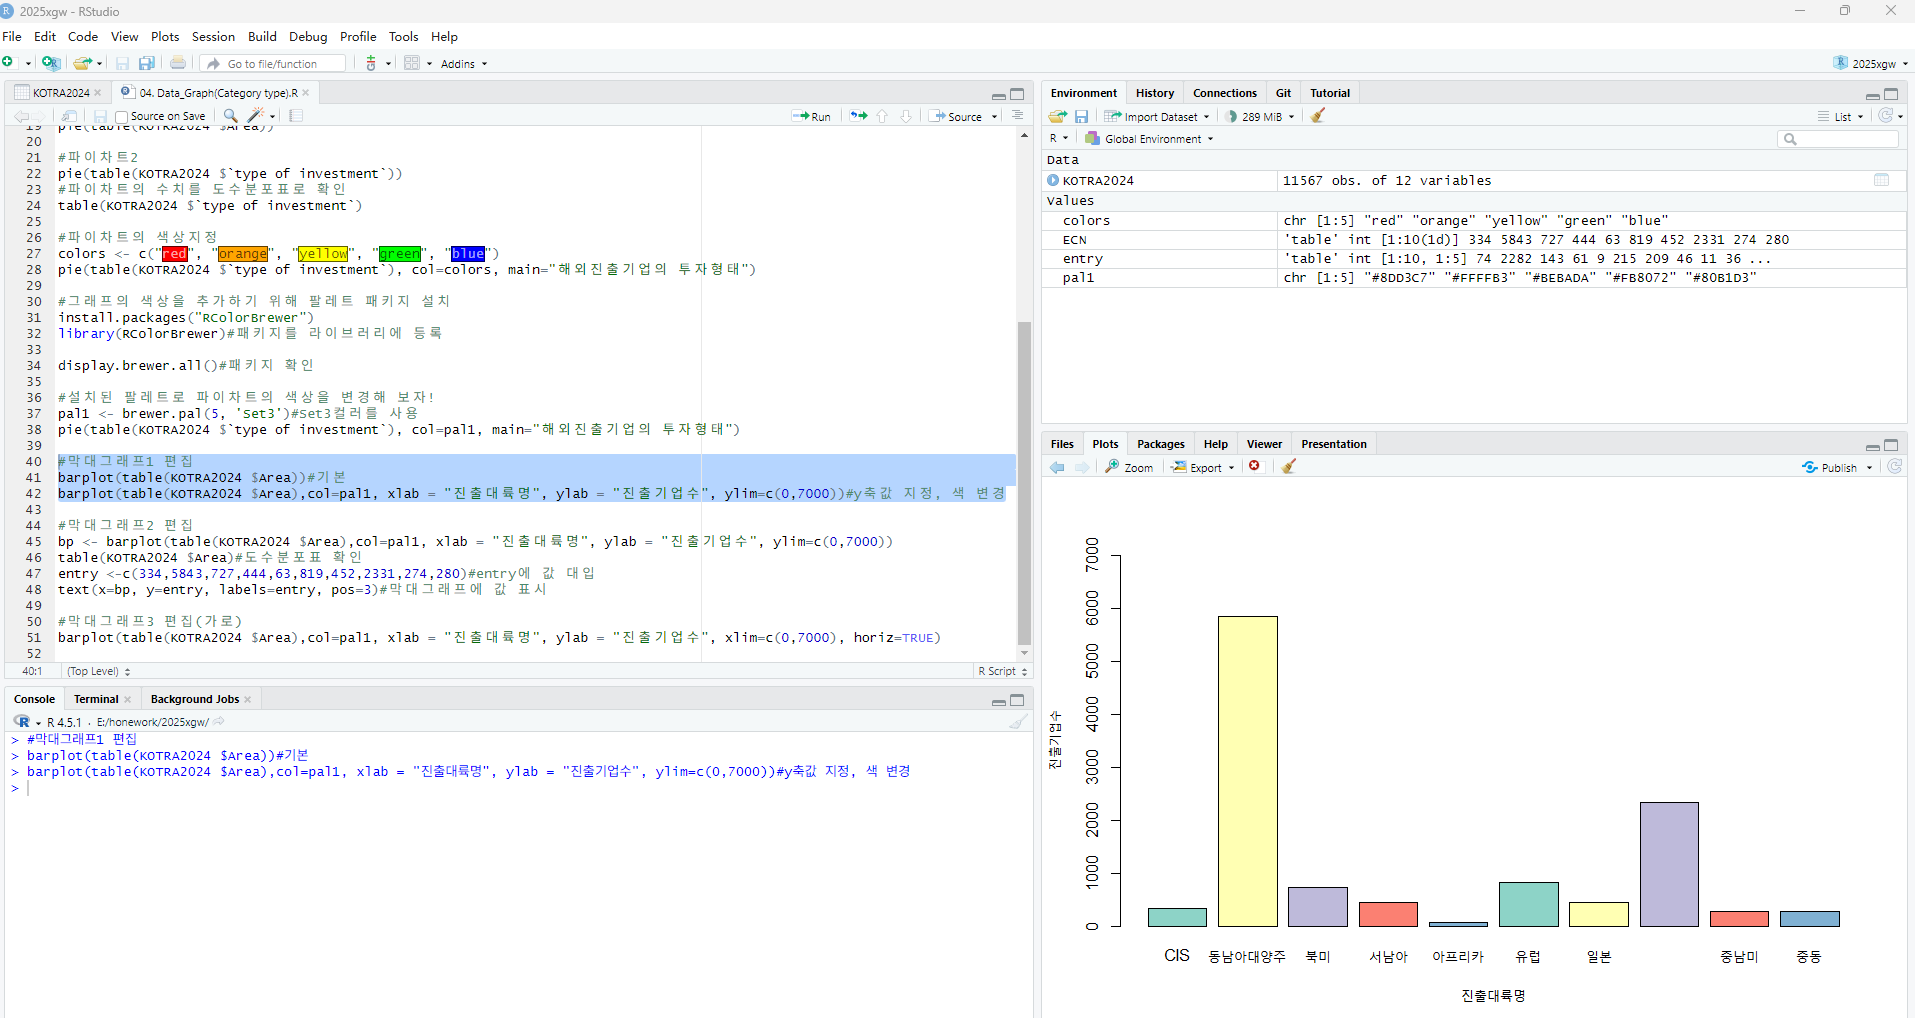 2025xgw - RStudio
File Edit Code View Plots Session Build Debug Profile Tools Help
Go to file/function Addins 2025xgw
KOTRA2024 04. Data_Graph(Category type).R
Source on Save Run Source
19 pie(table(KOTRA2024 $Area))
20
21 #파이차트2
22 pie(table(KOTRA2024 $`type of investment`))
23 #파이차트의 수치를 도수분포표로 확인
24 table(KOTRA2024 $`type of investment`)
25
26 #파이차트의 색상지정
27 colors <- c("red", "orange", "yellow", "green", "blue")
28 pie(table(KOTRA2024 $`type of investment`), col=colors, main="해외진출기업의 투자형태")
29
30 #그래프의 색상을 추가하기 위해 팔레트 패키지 설치
31 install.packages("RColorBrewer")
32 library(RColorBrewer)#패키지를 라이브러리에 등록
33
34 display.brewer.all()#패키지 확인
35
36 #설치된 팔레트로 파이차트의 색상을 변경해 보자!
37 pal1 <- brewer.pal(5, 'Set3')#Set3컬러를 사용
38 pie(table(KOTRA2024 $`type of investment`), col=pal1, main="해외진출기업의 투자형태")
39
40 #막대그래프1 편집
41 barplot(table(KOTRA2024 $Area))#기본
42 barplot(table(KOTRA2024 $Area),col=pal1, xlab = "진출대륙명", ylab = "진출기업수", ylim=c(0,7000))#y축값 지정, 색 변경
43
44 #막대그래프2 편집
45 bp <- barplot(table(KOTRA2024 $Area),col=pal1, xlab = "진출대륙명", ylab = "진출기업수", ylim=c(0,7000))
46 table(KOTRA2024 $Area)#도수분포표 확인
47 entry <-c(334,5843,727,444,63,819,452,2331,274,280)#entry에 값 대입
48 text(x=bp, y=entry, labels=entry, pos=3)#막대그래프에 값 표시
49
50 #막대그래프3 편집(가로)
51 barplot(table(KOTRA2024 $Area),col=pal1, xlab = "진출대륙명", ylab = "진출기업수", xlim=c(0,7000), horiz=TRUE)
52
40:1 (Top Level) R Script
Console Terminal Background Jobs
R 4.5.1 · E:/honework/2025xgw/
> #막대그래프1 편집
> barplot(table(KOTRA2024 $Area))#기본
> barplot(table(KOTRA2024 $Area),col=pal1, xlab = "진출대륙명", ylab = "진출기업수", ylim=c(0,7000))#y축값 지정, 색 변경
>
Environment History Connections Git Tutorial
Import Dataset 289 MiB List
R Global Environment
Data
KOTRA2024 11567 obs. of 12 variables
Values
colors chr [1:5] "red" "orange" "yellow" "green" "blue"
ECN 'table' int [1:10(1d)] 334 5843 727 444 63 819 452 2331 274 280
entry 'table' int [1:10, 1:5] 74 2282 143 61 9 215 209 46 11 36 ...
pal1 chr [1:5] "#8DD3C7" "#FFFFB3" "#BEBADA" "#FB8072" "#80B1D3"
Files Plots Packages Help Viewer Presentation
Zoom Export Publish
7000
6000
5000
4000
3000
2000
1000
0
진출기업수
CIS 동남아대양주 북미 서남아 아프리카 유럽 일본 중남미 중동
진출대륙명